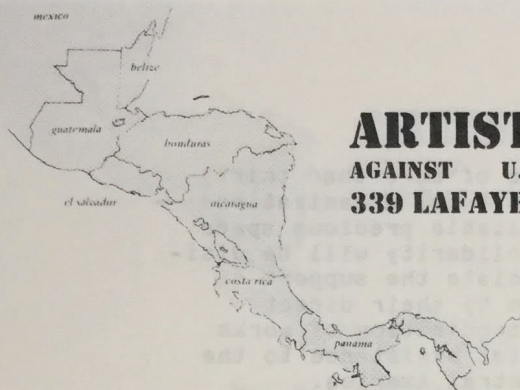 mexico
belize
guatemala
honduras
el salvador
nicaragua
costa rica
panama
ARTIST
AGAINST U.
339 LAFAYE